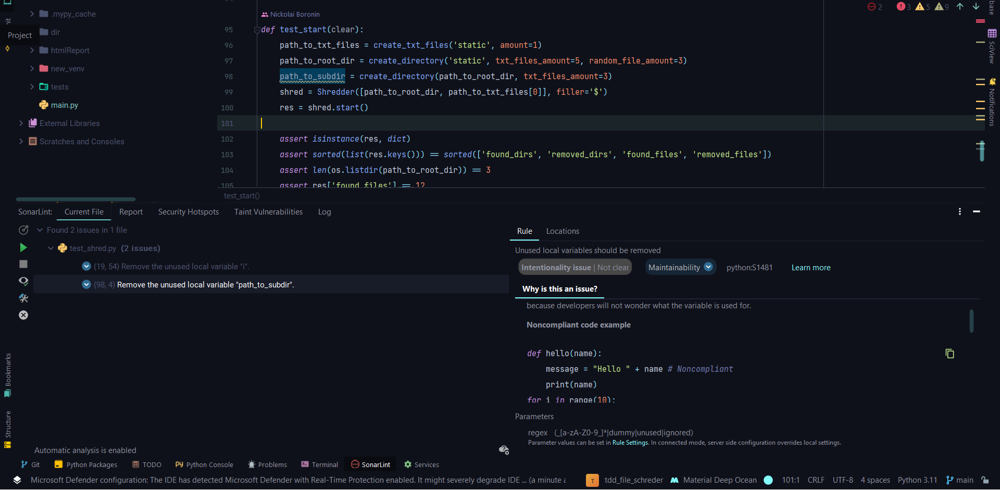 .mypy_cache
dir
htmlReport
new_venv
tests
main.py
External Libraries
Scratches and Consoles
Project
Nickolai Boronin
2 3 5 9
95 def test_start(clear):
96 path_to_txt_files = create_txt_files('static', amount=1)
97 path_to_root_dir = create_directory('static', txt_files_amount=5, random_file_amount=3)
98 path_to_subdir = create_directory(path_to_root_dir, txt_files_amount=3)
99 shred = Shredder([path_to_root_dir, path_to_txt_files[0]], filler='$')
100 res = shred.start()
101
102 assert isinstance(res, dict)
103 assert sorted(list(res.keys())) == sorted(['found_dirs', 'removed_dirs', 'found_files', 'removed_files'])
104 assert len(os.listdir(path_to_root_dir)) == 3
105 assert res['found_files'] == 12
test_start()
base
SciView
Notifications
SonarLint: Current File Report Security Hotspots Taint Vulnerabilities Log
Found 2 issues in 1 file
test_shred.py (2 issues)
(19, 54) Remove the unused local variable "i".
(98, 4) Remove the unused local variable "path_to_subdir".
Rule Locations
Unused local variables should be removed
Intentionality issue | Not clear Maintainability python:S1481 Learn more
Why is this an issue?
because developers will not wonder what the variable is used for.
Noncompliant code example
def hello(name):
message = "Hello " + name # Noncompliant
print(name)
for i in range(10):
Parameters
regex (_[a-zA-Z0-9_]*|dummy|unused|ignored)
Parameter values can be set in Rule Settings. In connected mode, server side configuration overrides local settings.
Bookmarks
Structure
Automatic analysis is enabled
Git Python Packages TODO Python Console Problems Terminal SonarLint Services
Microsoft Defender configuration: The IDE has detected Microsoft Defender with Real-Time Protection enabled. It might severely degrade IDE ... (a minute a
T tdd_file_schreder Material Deep Ocean 101:1 CRLF UTF-8 4 spaces Python 3.11 main